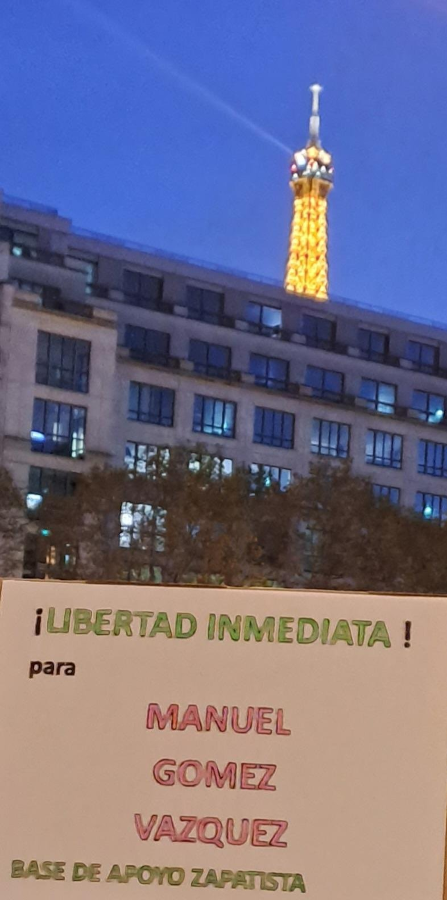 ¡LIBERTAD INMEDIATA !
para
MANUEL
GOMEZ
VAZQUEZ
BASE DE APOYO ZAPATISTA